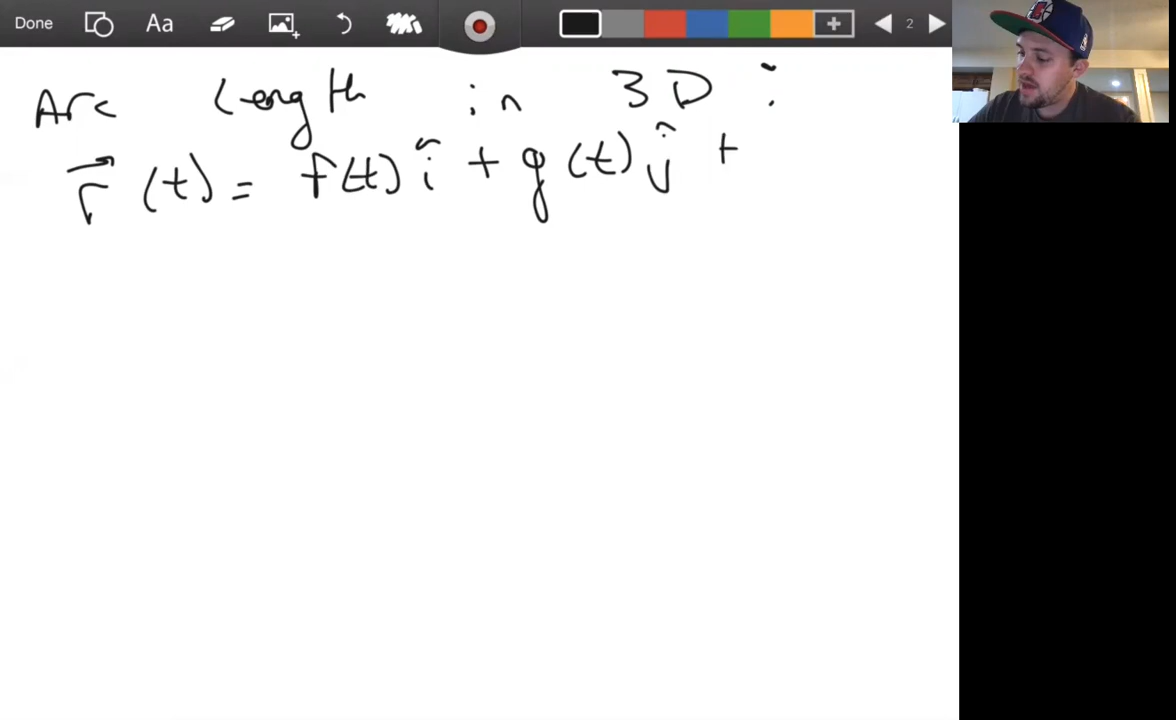 Done Aa 2
Arc Length in 3D :
r⃗ (t) = f(t) î + g(t) ĵ +